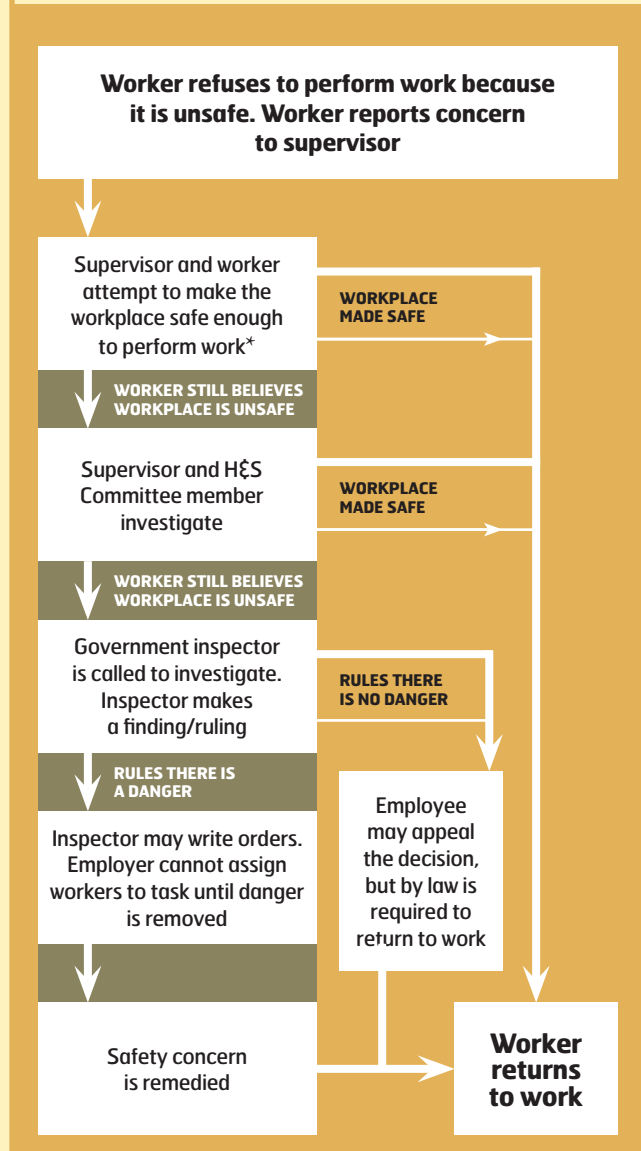 Worker refuses to perform work because
it is unsafe. Worker reports concern
to supervisor
Supervisor and worker
attempt to make the
workplace safe enough
to perform work*
WORKPLACE
MADE SAFE
WORKER STILL BELIEVES
WORKPLACE IS UNSAFE
Supervisor and H&S
Committee member
investigate
WORKPLACE
MADE SAFE
WORKER STILL BELIEVES
WORKPLACE IS UNSAFE
Government inspector
is called to investigate.
Inspector makes
a finding/ruling
RULES THERE
IS NO DANGER
RULES THERE IS
A DANGER
Employee
may appeal
the decision,
but by law is
required to
return to work
Inspector may write orders.
Employer cannot assign
workers to task until danger
is removed
Safety concern
is remedied
Worker
returns
to work